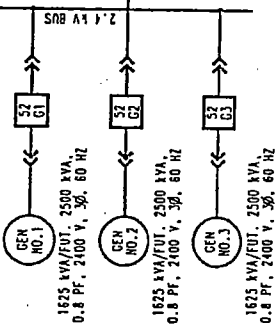 2.4 kV BUS
52
G1
GEN
NO.1
1625 kVA/FUT. 2500 kVA,
0.8 PF, 2400 V, 3Ø, 60 HZ
52
G2
GEN
NO.2
1625 kVA/FUT. 2500 kVA,
0.8 PF, 2400 V, 3Ø, 60 HZ
52
G3
GEN
NO.3
1625 kVA/FUT. 2500 kVA,
0.8 PF, 2400 V, 3Ø, 60 HZ